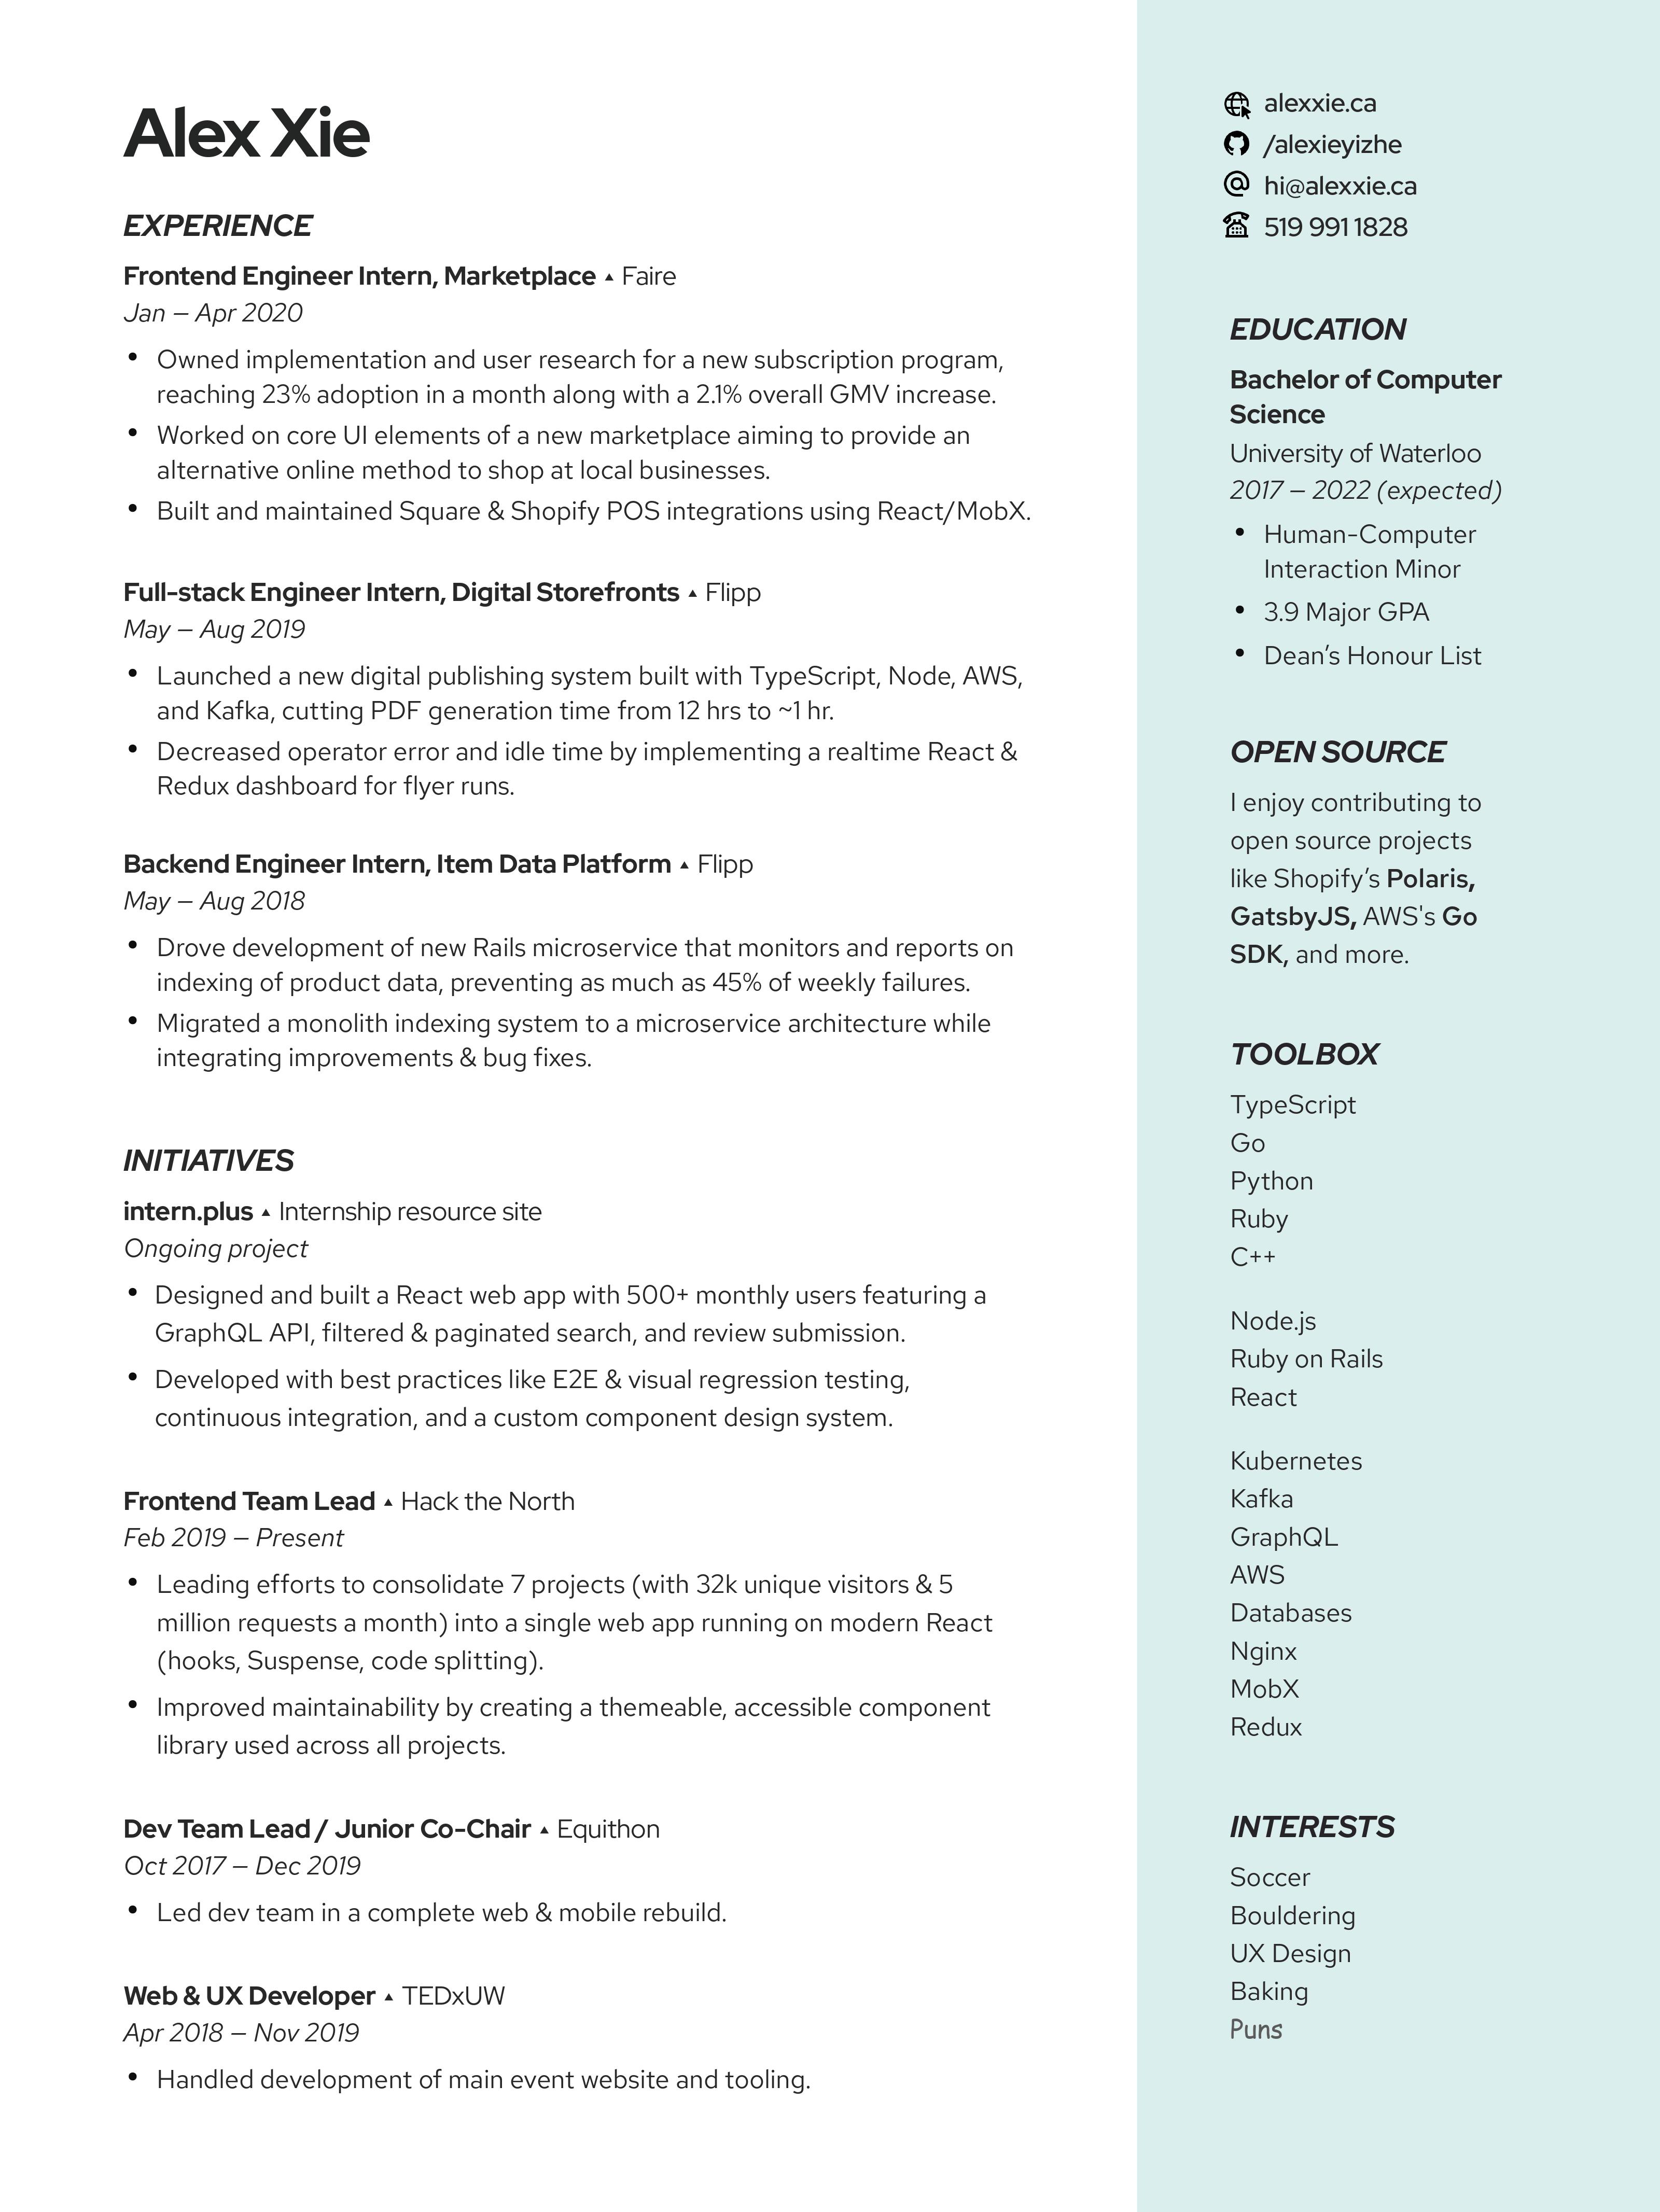 Alex Xie
EXPERIENCE
Frontend Engineer Intern, Marketplace ▲ Faire
Jan – Apr 2020
• Owned implementation and user research for a new subscription program,
reaching 23% adoption in a month along with a 2.1% overall GMV increase.
• Worked on core UI elements of a new marketplace aiming to provide an
alternative online method to shop at local businesses.
• Built and maintained Square & Shopify POS integrations using React/MobX.
Full-stack Engineer Intern, Digital Storefronts ▲ Flipp
May – Aug 2019
• Launched a new digital publishing system built with TypeScript, Node, AWS,
and Kafka, cutting PDF generation time from 12 hrs to ~1 hr.
• Decreased operator error and idle time by implementing a realtime React &
Redux dashboard for flyer runs.
Backend Engineer Intern, Item Data Platform ▲ Flipp
May – Aug 2018
• Drove development of new Rails microservice that monitors and reports on
indexing of product data, preventing as much as 45% of weekly failures.
• Migrated a monolith indexing system to a microservice architecture while
integrating improvements & bug fixes.
INITIATIVES
intern.plus ▲ Internship resource site
Ongoing project
• Designed and built a React web app with 500+ monthly users featuring a
GraphQL API, filtered & paginated search, and review submission.
• Developed with best practices like E2E & visual regression testing,
continuous integration, and a custom component design system.
Frontend Team Lead ▲ Hack the North
Feb 2019 – Present
• Leading efforts to consolidate 7 projects (with 32k unique visitors & 5
million requests a month) into a single web app running on modern React
(hooks, Suspense, code splitting).
• Improved maintainability by creating a themeable, accessible component
library used across all projects.
Dev Team Lead / Junior Co-Chair ▲ Equithon
Oct 2017 – Dec 2019
• Led dev team in a complete web & mobile rebuild.
Web & UX Developer ▲ TEDxUW
Apr 2018 – Nov 2019
• Handled development of main event website and tooling.
alexxie.ca
/alexieyizhe
hi@alexxie.ca
519 991 1828
EDUCATION
Bachelor of Computer
Science
University of Waterloo
2017 – 2022 (expected)
• Human-Computer
Interaction Minor
• 3.9 Major GPA
• Dean’s Honour List
OPEN SOURCE
I enjoy contributing to
open source projects
like Shopify’s Polaris,
GatsbyJS, AWS's Go
SDK, and more.
TOOLBOX
TypeScript
Go
Python
Ruby
C++
Node.js
Ruby on Rails
React
Kubernetes
Kafka
GraphQL
AWS
Databases
Nginx
MobX
Redux
INTERESTS
Soccer
Bouldering
UX Design
Baking
Puns